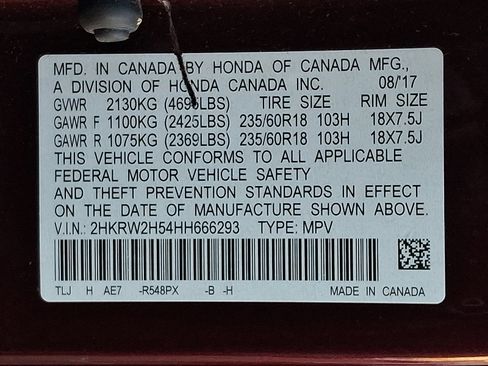 MFD. IN CANADA BY HONDA OF CANADA MFG.,
A DIVISION OF HONDA CANADA INC. 08/'17
GVWR 2130KG (4695LBS) TIRE SIZE RIM SIZE
GAWR F 1100KG (2425LBS) 235/60R18 103H 18X7.5J
GAWR R 1075KG (2369LBS) 235/60R18 103H 18X7.5J
THIS VEHICLE CONFORMS TO ALL APPLICABLE
FEDERAL MOTOR VEHICLE SAFETY
AND THEFT PREVENTION STANDARDS IN EFFECT
ON THE DATE OF MANUFACTURE SHOWN ABOVE.
V.I.N.: 2HKRW2H54HH666293 TYPE: MPV
TLJ H AE7 -R548PX -B -H MADE IN CANADA